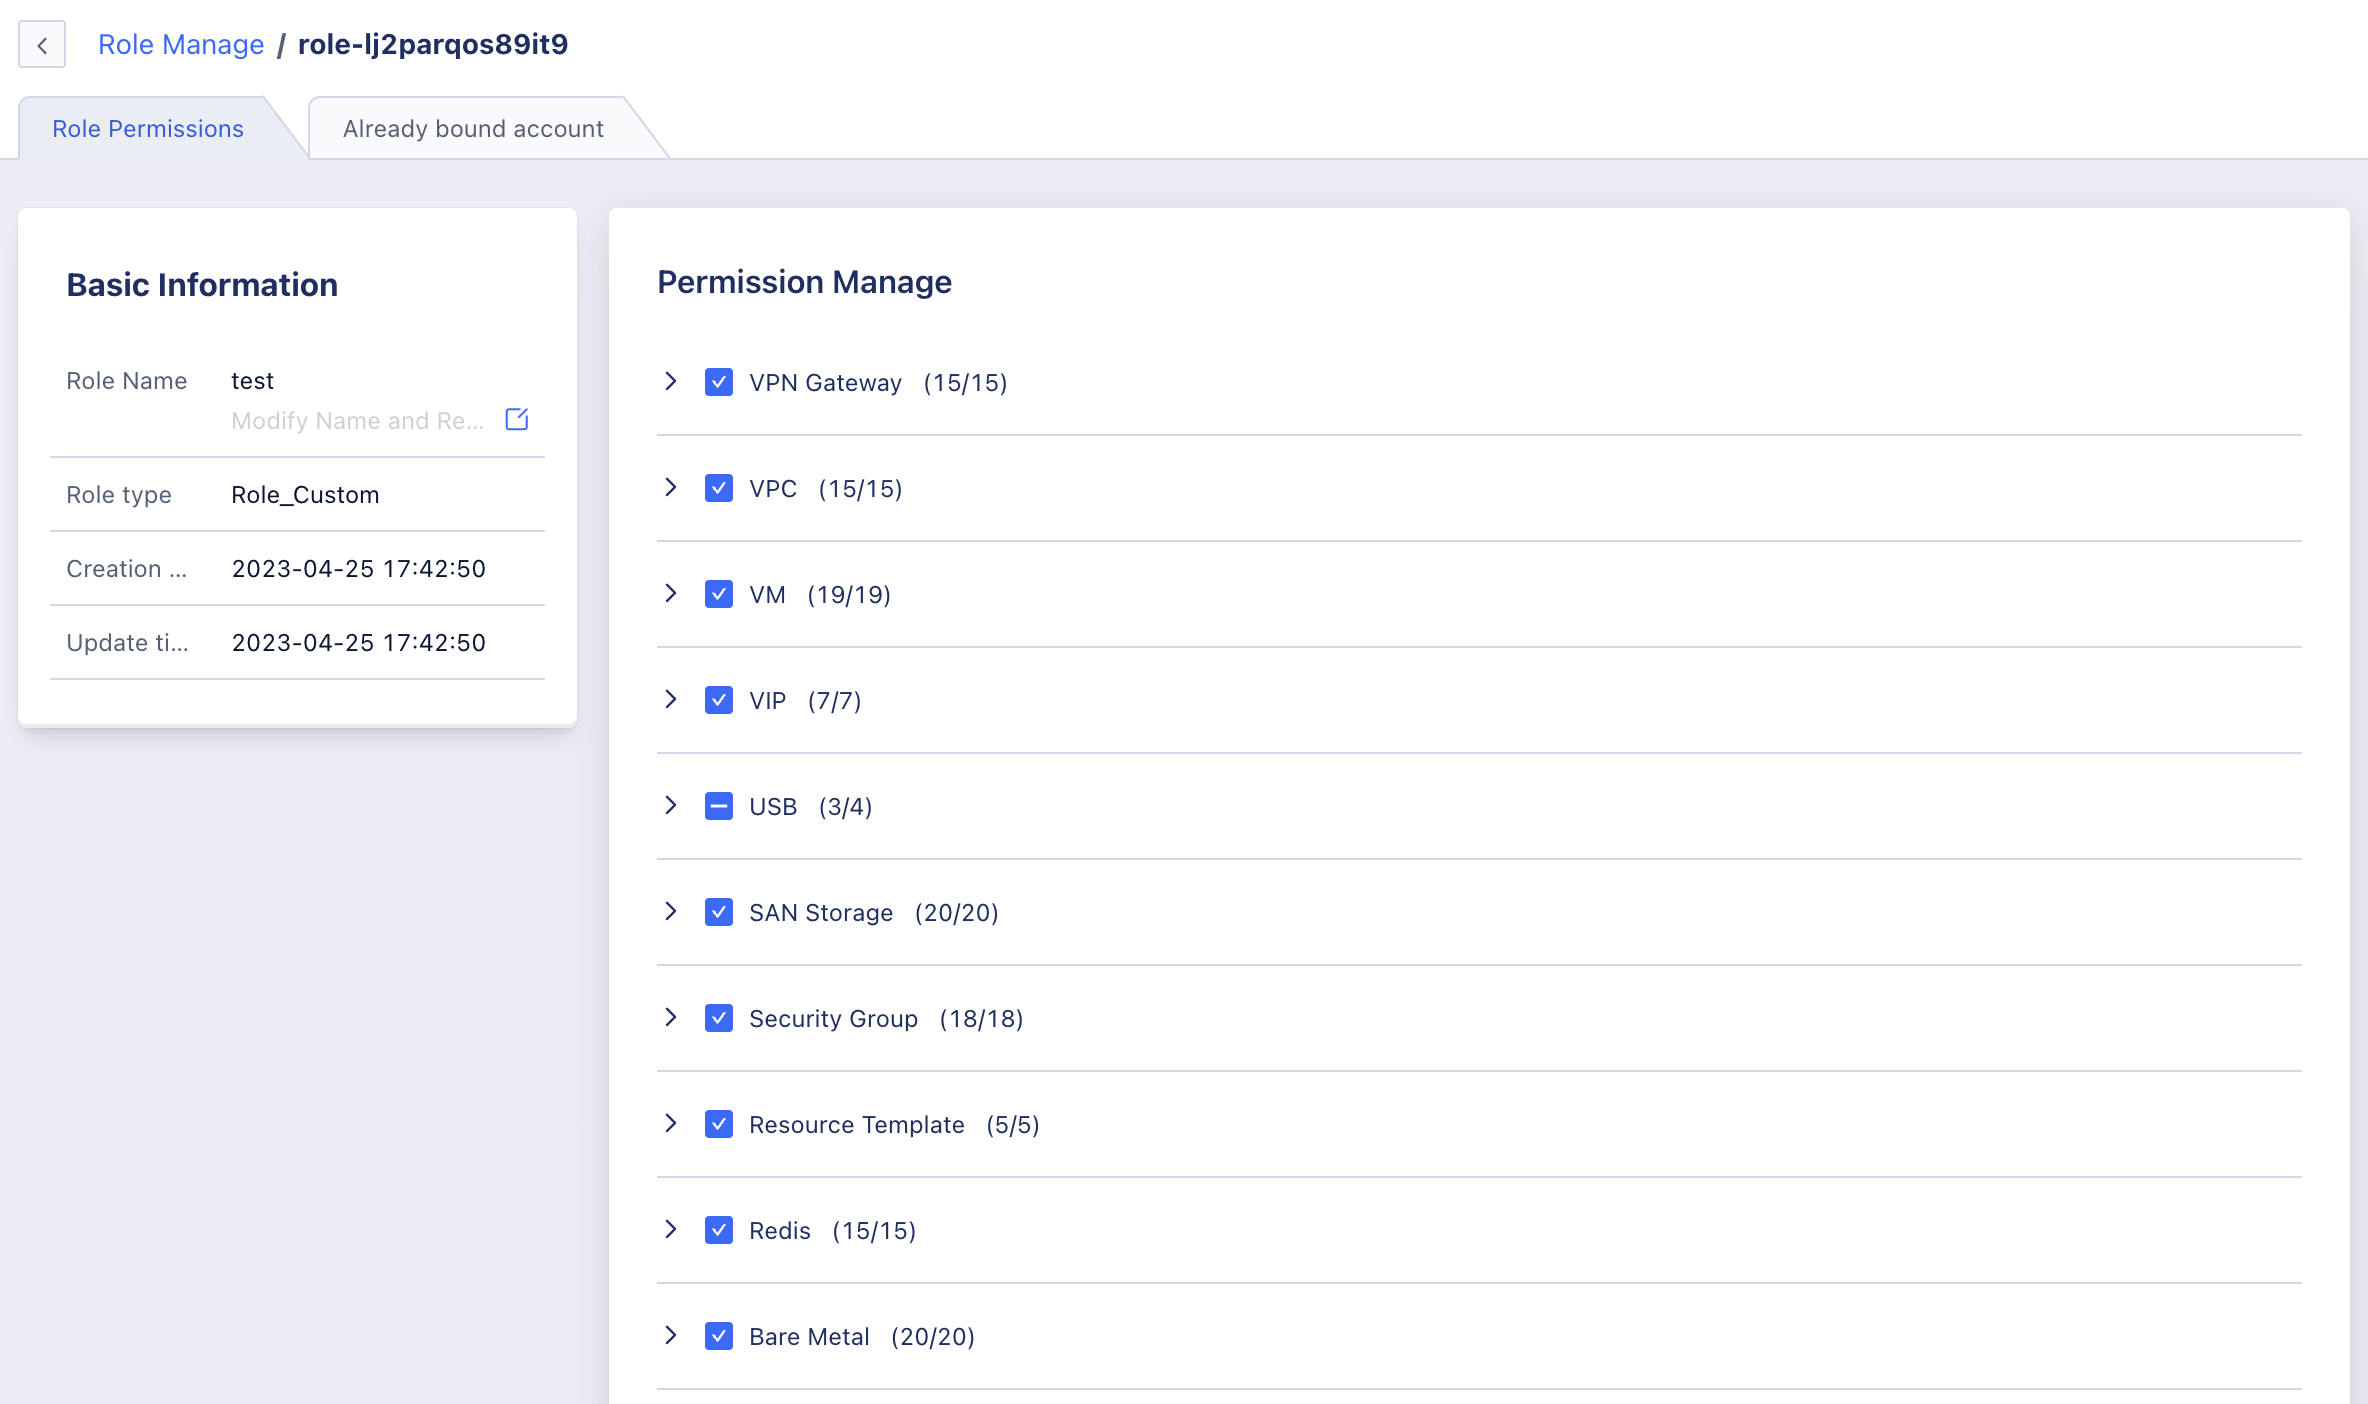 Role Manage / role-lj2parqos89it9
Role Permissions
Already bound account
Basic Information
Role Name test
Modify Name and Re...
Role type Role_Custom
Creation ... 2023-04-25 17:42:50
Update ti... 2023-04-25 17:42:50
Permission Manage
VPN Gateway (15/15)
VPC (15/15)
VM (19/19)
VIP (7/7)
USB (3/4)
SAN Storage (20/20)
Security Group (18/18)
Resource Template (5/5)
Redis (15/15)
Bare Metal (20/20)